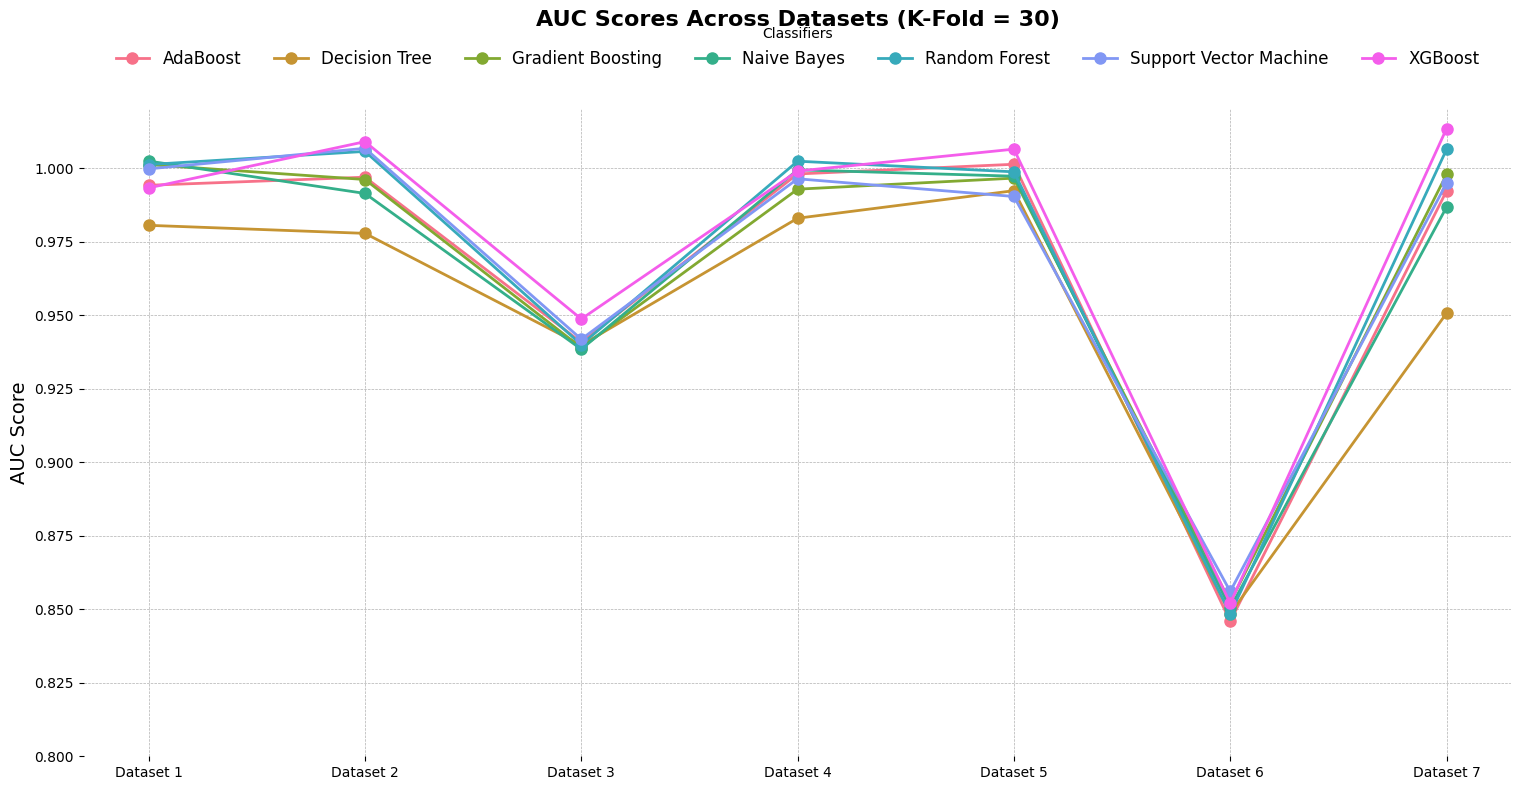 AUC Scores Across Datasets (K-Fold = 30)
Classifiers
AdaBoost Decision Tree Gradient Boosting Naive Bayes Random Forest Support Vector Machine XGBoost
AUC Score
1.000
0.975
0.950
0.925
0.900
0.875
0.850
0.825
0.800
Dataset 1 Dataset 2 Dataset 3 Dataset 4 Dataset 5 Dataset 6 Dataset 7